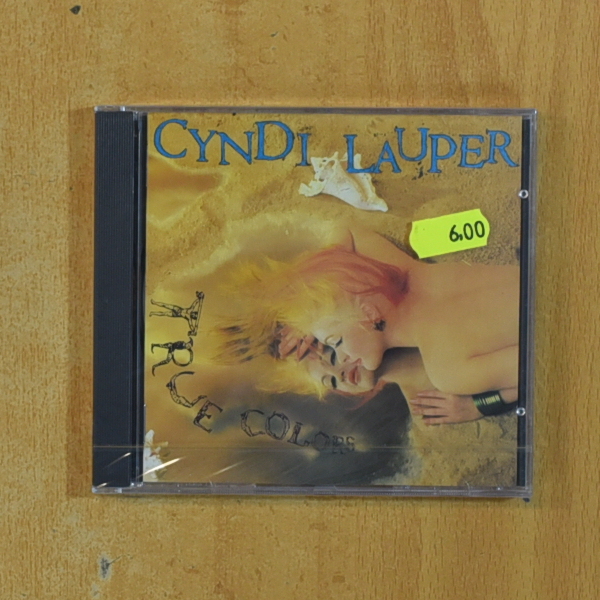 CYNDI LAUPER
6.00
TRUE COLORS